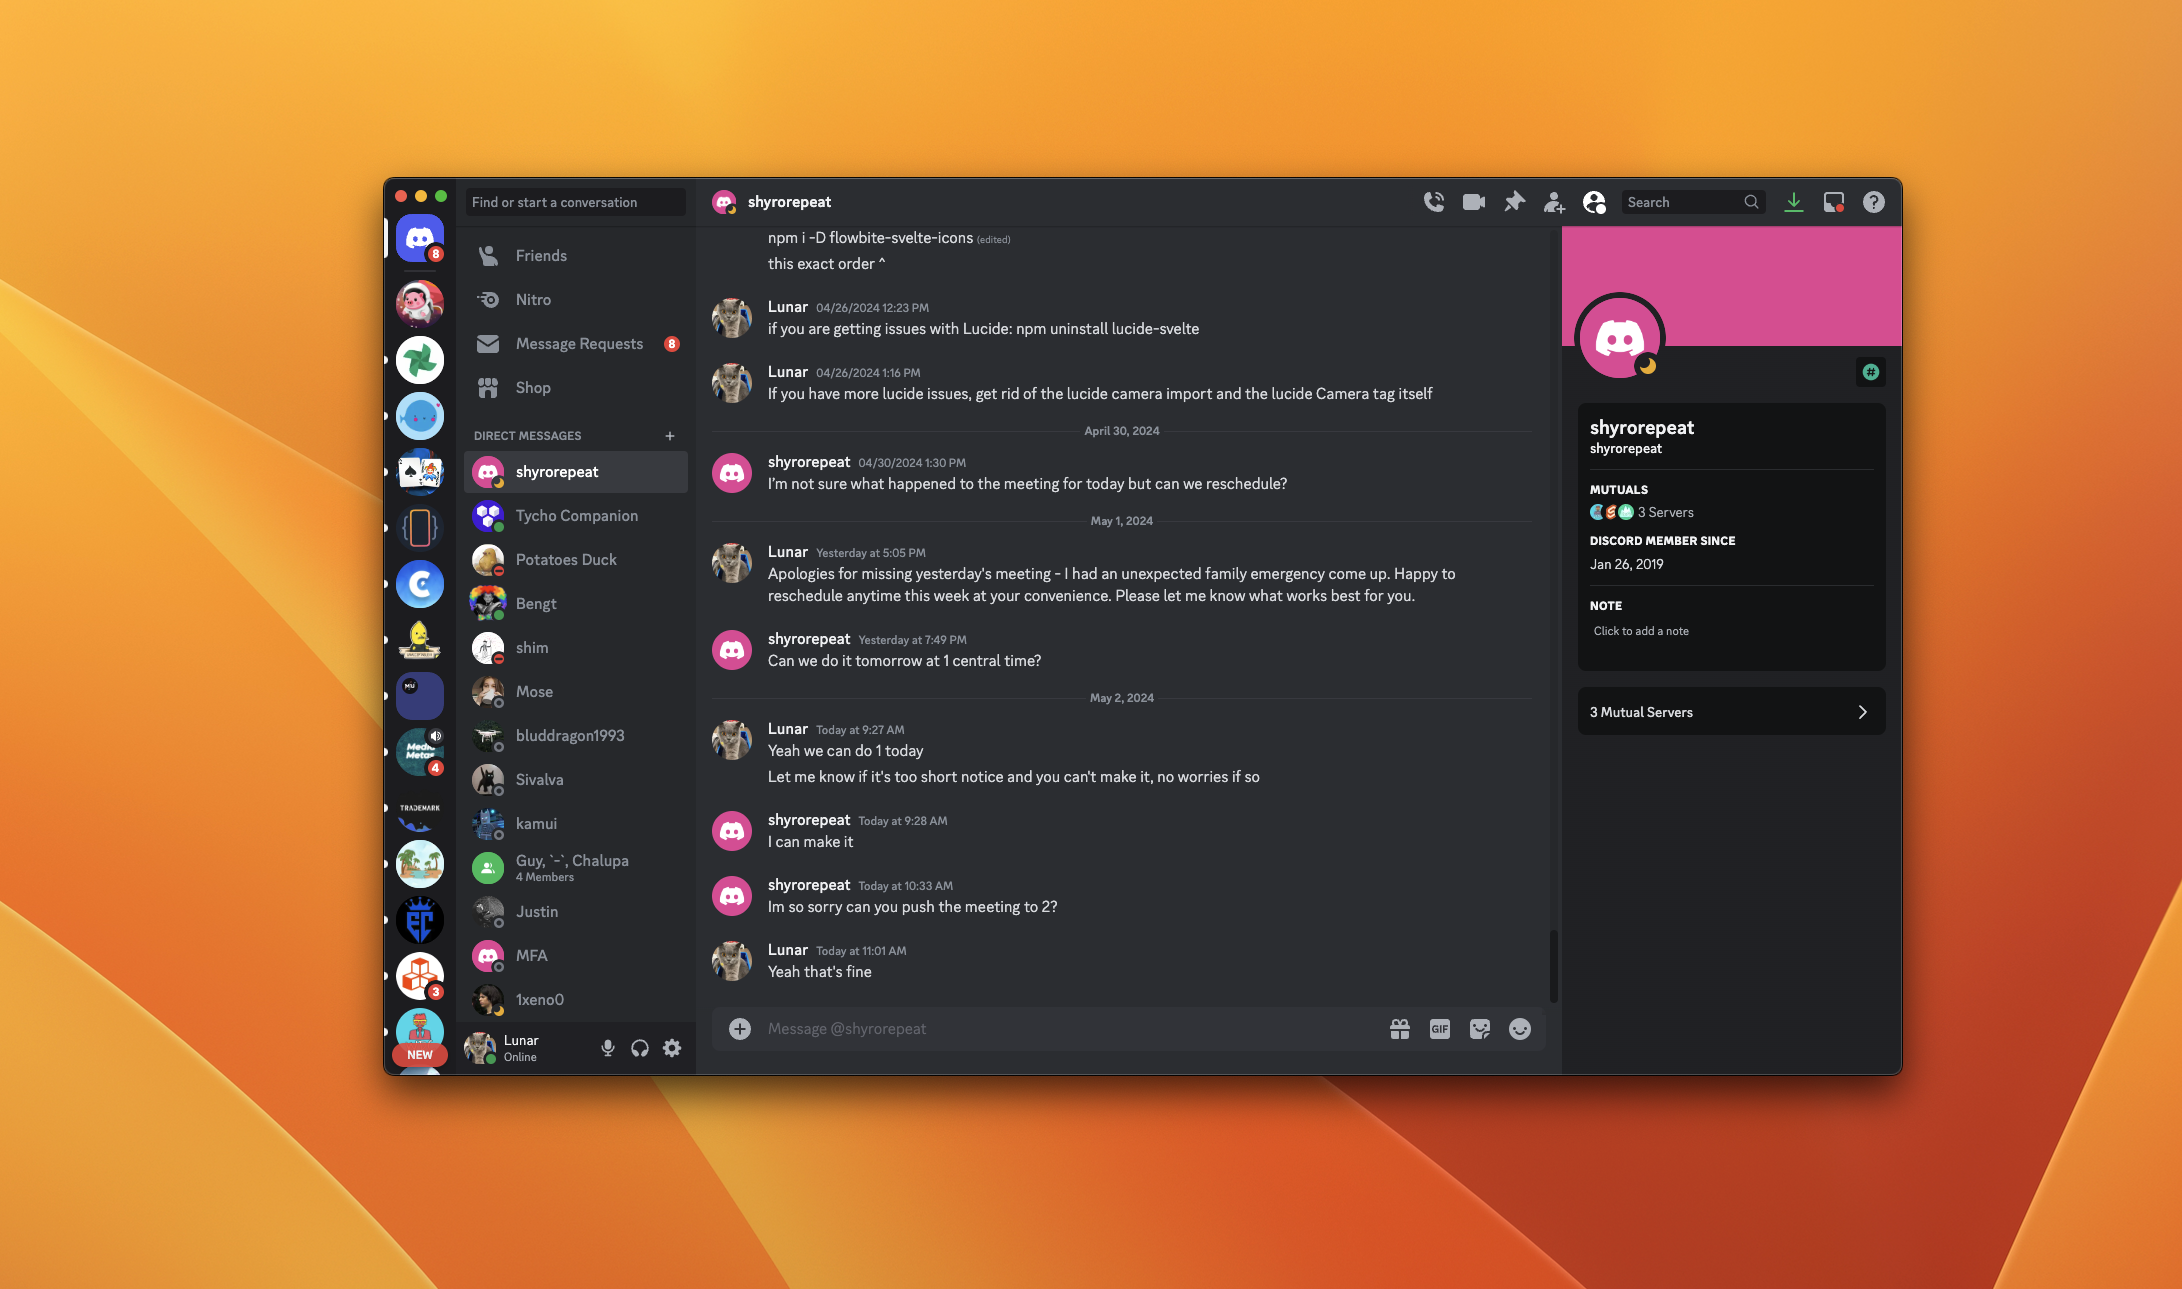 8
MU
Media
Metas
4
TRADEMARK
EC
3
NEW
Find or start a conversation
Friends
Nitro
Message Requests 8
Shop
DIRECT MESSAGES +
shyrorepeat
Tycho Companion
Potatoes Duck
Bengt
shim
Mose
bluddragon1993
Sivalva
kamui
Guy, `-`, Chalupa
4 Members
Justin
MFA
1xeno0
Lunar
Online
shyrorepeat
Search
npm i -D flowbite-svelte-icons (edited)
this exact order ^
Lunar 04/26/2024 12:23 PM
if you are getting issues with Lucide: npm uninstall lucide-svelte
Lunar 04/26/2024 1:16 PM
If you have more lucide issues, get rid of the lucide camera import and the lucide Camera tag itself
April 30, 2024
shyrorepeat 04/30/2024 1:30 PM
I'm not sure what happened to the meeting for today but can we reschedule?
May 1, 2024
Lunar Yesterday at 5:05 PM
Apologies for missing yesterday's meeting - I had an unexpected family emergency come up. Happy to
reschedule anytime this week at your convenience. Please let me know what works best for you.
shyrorepeat Yesterday at 7:49 PM
Can we do it tomorrow at 1 central time?
May 2, 2024
Lunar Today at 9:27 AM
Yeah we can do 1 today
Let me know if it's too short notice and you can't make it, no worries if so
shyrorepeat Today at 9:28 AM
I can make it
shyrorepeat Today at 10:33 AM
Im so sorry can you push the meeting to 2?
Lunar Today at 11:01 AM
Yeah that's fine
Message @shyrorepeat
GIF
shyrorepeat
shyrorepeat
MUTUALS
3 Servers
DISCORD MEMBER SINCE
Jan 26, 2019
NOTE
Click to add a note
3 Mutual Servers